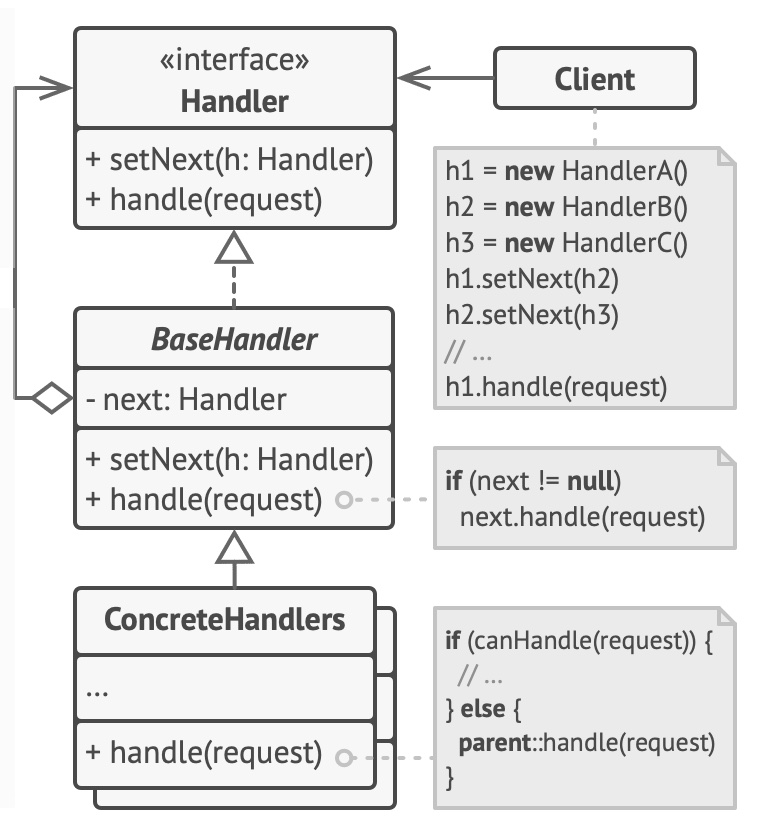 «interface»
Handler
+ setNext(h: Handler)
+ handle(request)
Client
h1 = new HandlerA()
h2 = new HandlerB()
h3 = new HandlerC()
h1.setNext(h2)
h2.setNext(h3)
// ...
h1.handle(request)
BaseHandler
- next: Handler
+ setNext(h: Handler)
+ handle(request)
if (next != null)
next.handle(request)
ConcreteHandlers
...
+ handle(request)
if (canHandle(request)) {
// ...
} else {
parent::handle(request)
}